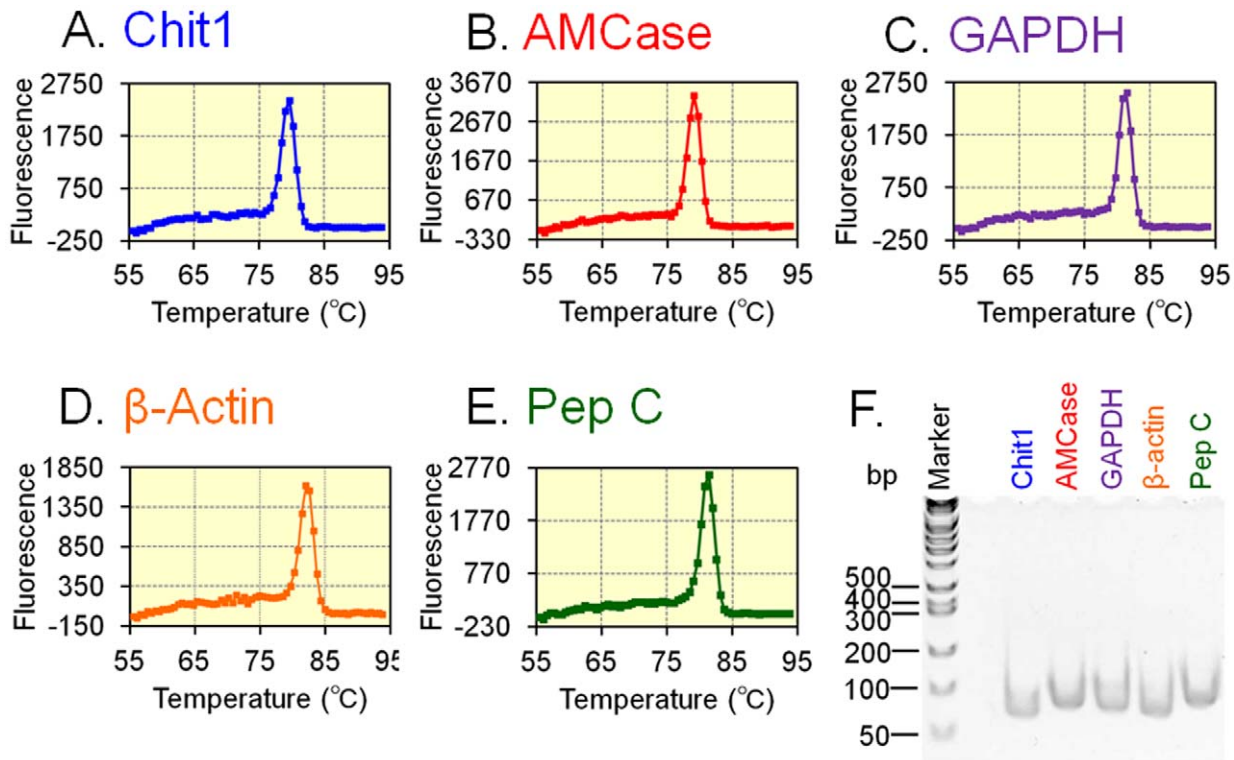 A. Chit1
Fluorescence
2750
1750
750
-250
55 65 75 85 95
Temperature (°C)
B. AMCase
Fluorescence
3670
2670
1670
670
-330
55 65 75 85 95
Temperature (°C)
C. GAPDH
Fluorescence
2750
1750
750
-250
55 65 75 85 95
Temperature (°C)
D. β-Actin
Fluorescence
1850
1350
850
350
-150
55 65 75 85 95
Temperature (°C)
E. Pep C
Fluorescence
2770
1770
770
-230
55 65 75 85 95
Temperature (°C)
F.
bp
Marker
Chit1
AMCase
GAPDH
β-actin
Pep C
500
400
300
200
100
50